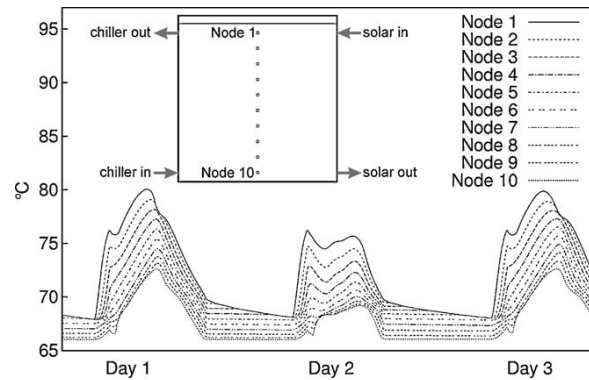 95
90
85
80
75
70
65
°C
chiller out
Node 1
solar in
chiller in
Node 10
solar out
Node 1
Node 2
Node 3
Node 4
Node 5
Node 6
Node 7
Node 8
Node 9
Node 10
Day 1
Day 2
Day 3